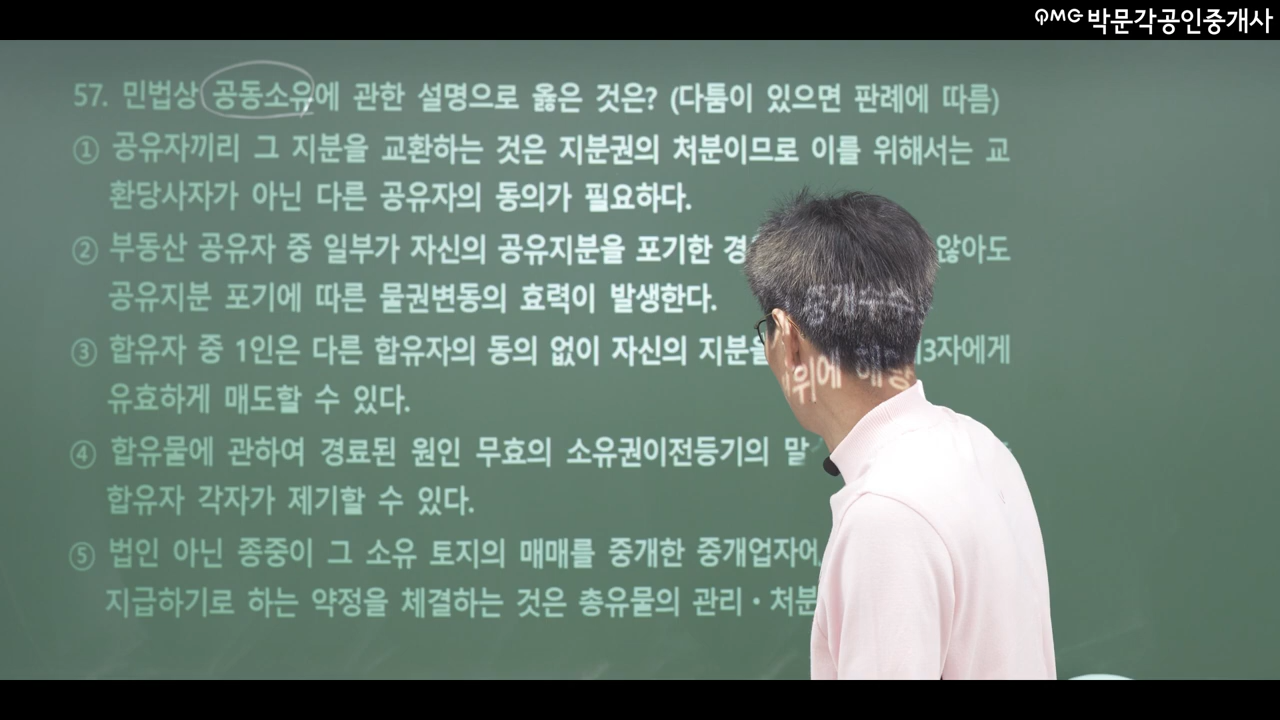 QMG 박문각공인중개사
57. 민법상 공동소유에 관한 설명으로 옳은 것은? (다툼이 있으면 판례에 따름)
① 공유자끼리 그 지분을 교환하는 것은 지분권의 처분이므로 이를 위해서는 교
환당사자가 아닌 다른 공유자의 동의가 필요하다.
② 부동산 공유자 중 일부가 자신의 공유지분을 포기한 않아도
공유지분 포기에 따른 물권변동의 효력이 발생한다.
③ 합유자 중 1인은 다른 합유자의 동의 없이 자신의 지분을 3자에게
유효하게 매도할 수 있다.
④ 합유물에 관하여 경료된 원인 무효의 소유권이전등기의
합유자 각자가 제기할 수 있다.
⑤ 법인 아닌 종중이 그 소유 토지의 매매를 중개한 중개업자에
지급하기로 하는 약정을 체결하는 것은 총유물의 관리·처분